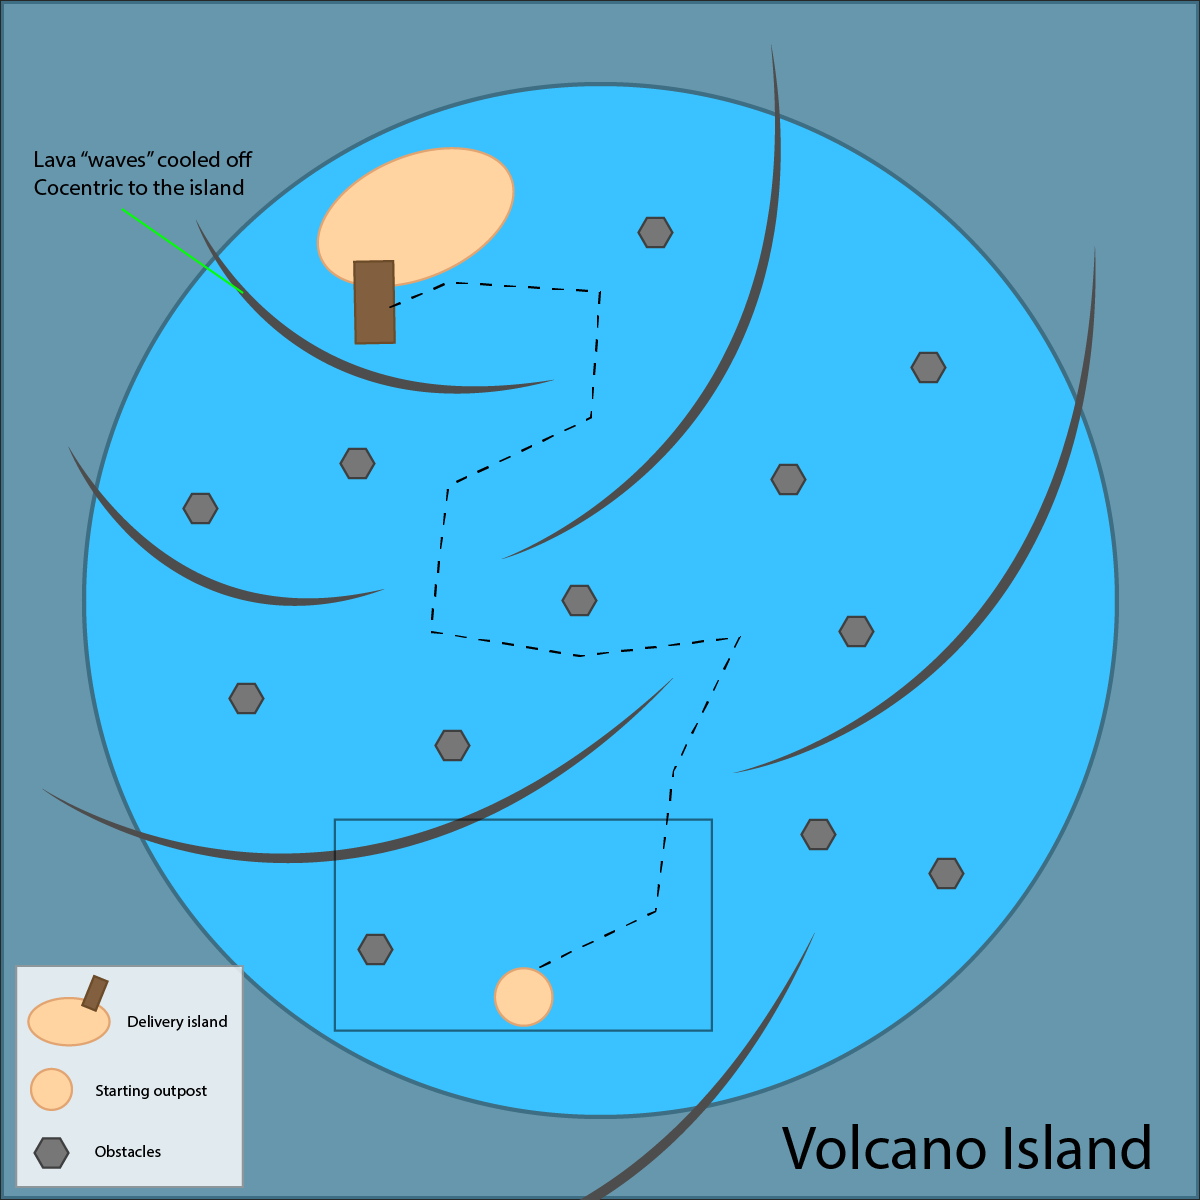 Lava “waves” cooled off
Cocentric to the island
Delivery island
Starting outpost
Obstacles
Volcano Island